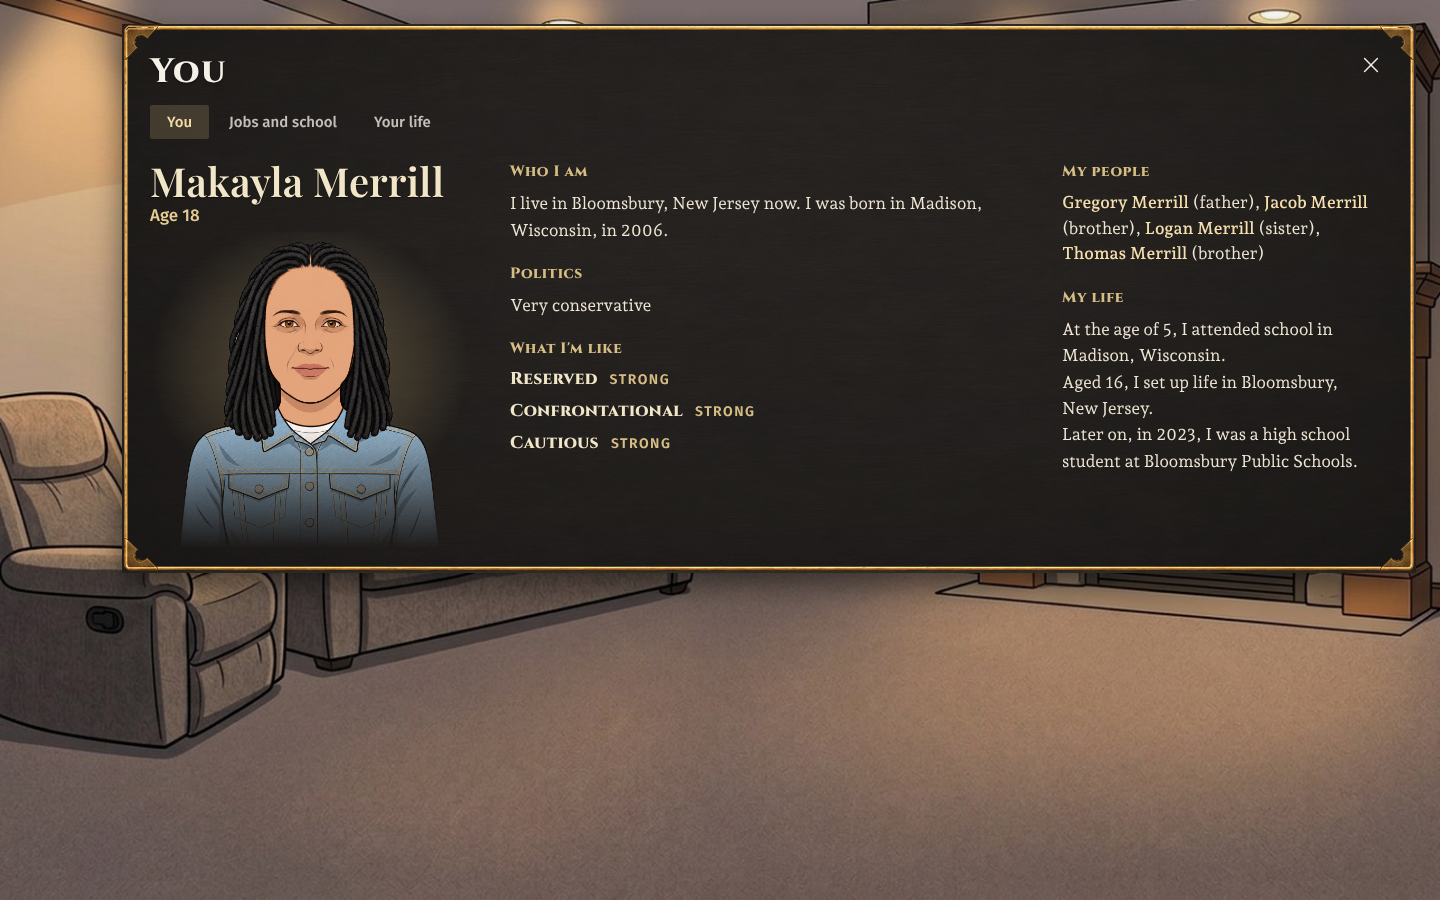 You
You
Jobs and school
Your life
Makayla Merrill
Age 18
Who I am
I live in Bloomsbury, New Jersey now. I was born in Madison,
Wisconsin, in 2006.
Politics
Very conservative
What I'm like
Reserved STRONG
Confrontational STRONG
Cautious STRONG
My people
Gregory Merrill (father), Jacob Merrill
(brother), Logan Merrill (sister),
Thomas Merrill (brother)
My life
At the age of 5, I attended school in
Madison, Wisconsin.
Aged 16, I set up life in Bloomsbury,
New Jersey.
Later on, in 2023, I was a high school
student at Bloomsbury Public Schools.